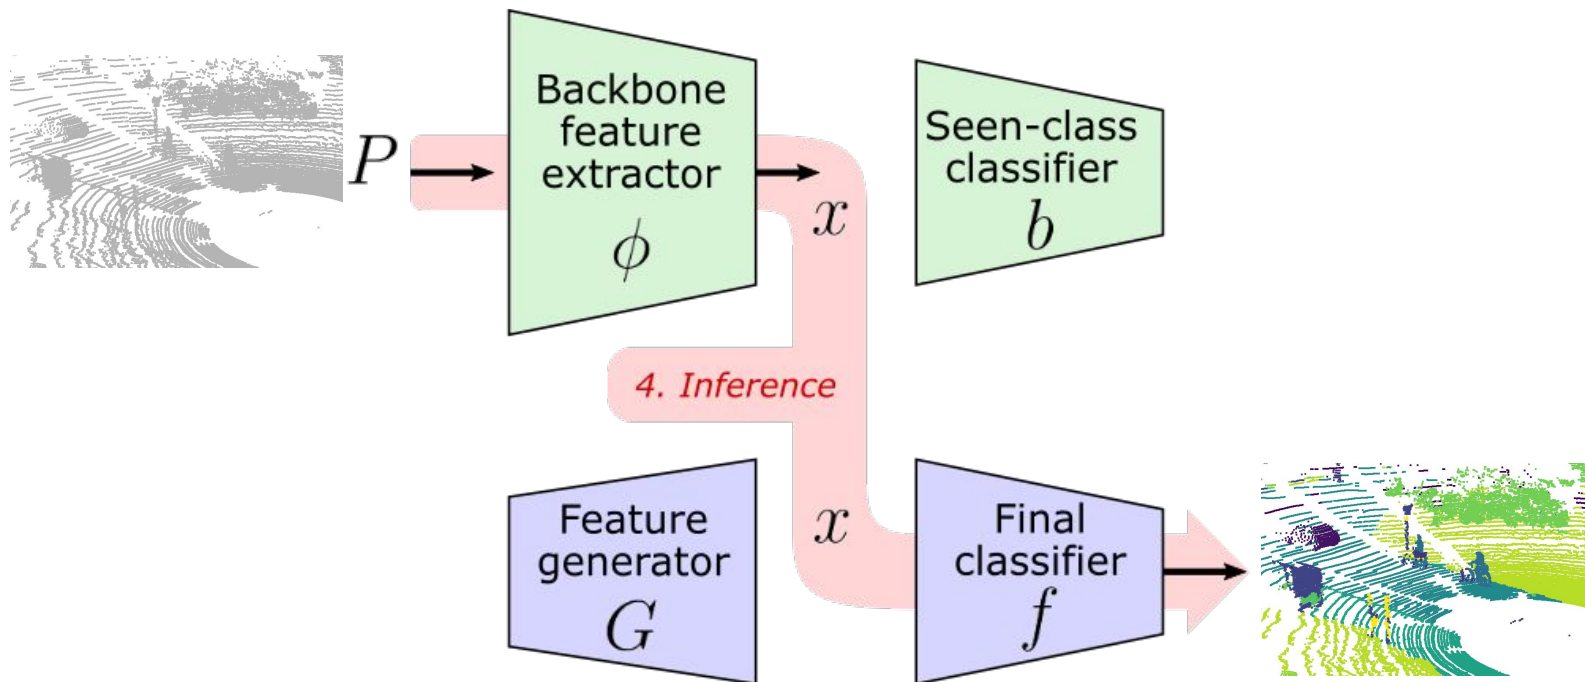 P
Backbone
feature
extractor
ϕ
x
Seen-class
classifier
b
4. Inference
Feature
generator
G
x
Final
classifier
f